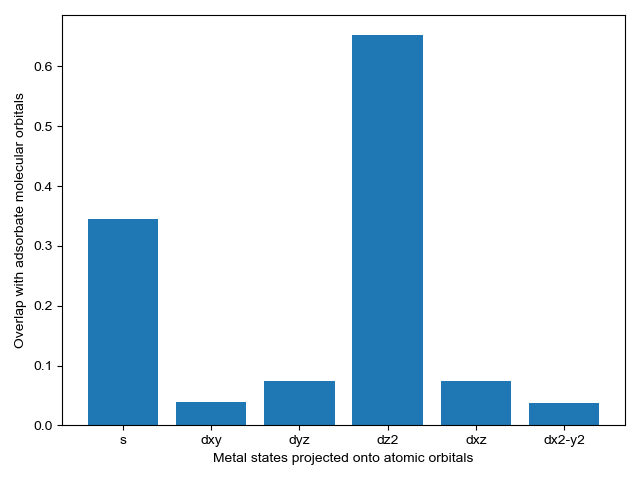 Overlap with adsorbate molecular orbitals
0.6
0.5
0.4
0.3
0.2
0.1
0.0
s dxy dyz dz2 dxz dx2-y2
Metal states projected onto atomic orbitals